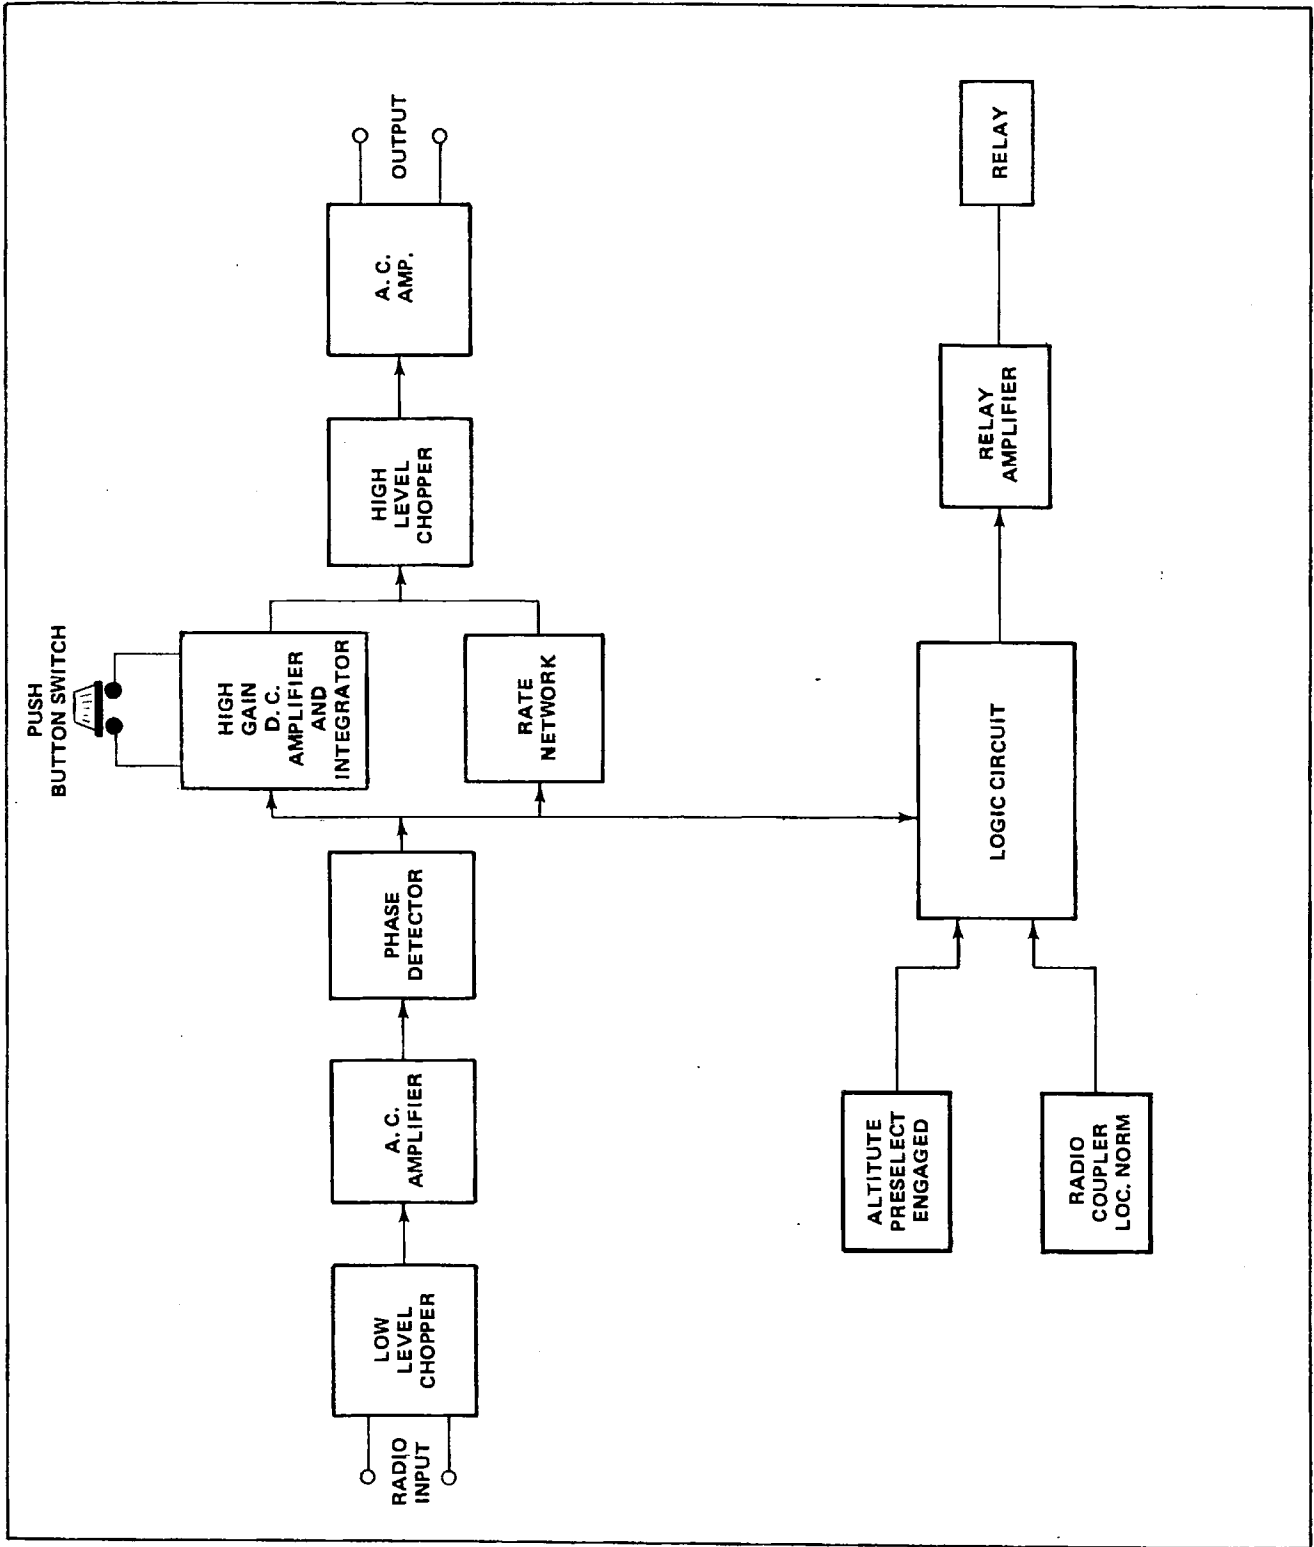 PUSH
BUTTON SWITCH
RADIO
INPUT
LOW
LEVEL
CHOPPER
A. C.
AMPLIFIER
PHASE
DETECTOR
HIGH
GAIN
D. C.
AMPLIFIER
AND
INTEGRATOR
RATE
NETWORK
HIGH
LEVEL
CHOPPER
A. C.
AMP.
OUTPUT
ALTITUTE
PRESELECT
ENGAGED
RADIO
COUPLER
LOC. NORM
LOGIC CIRCUIT
RELAY
AMPLIFIER
RELAY